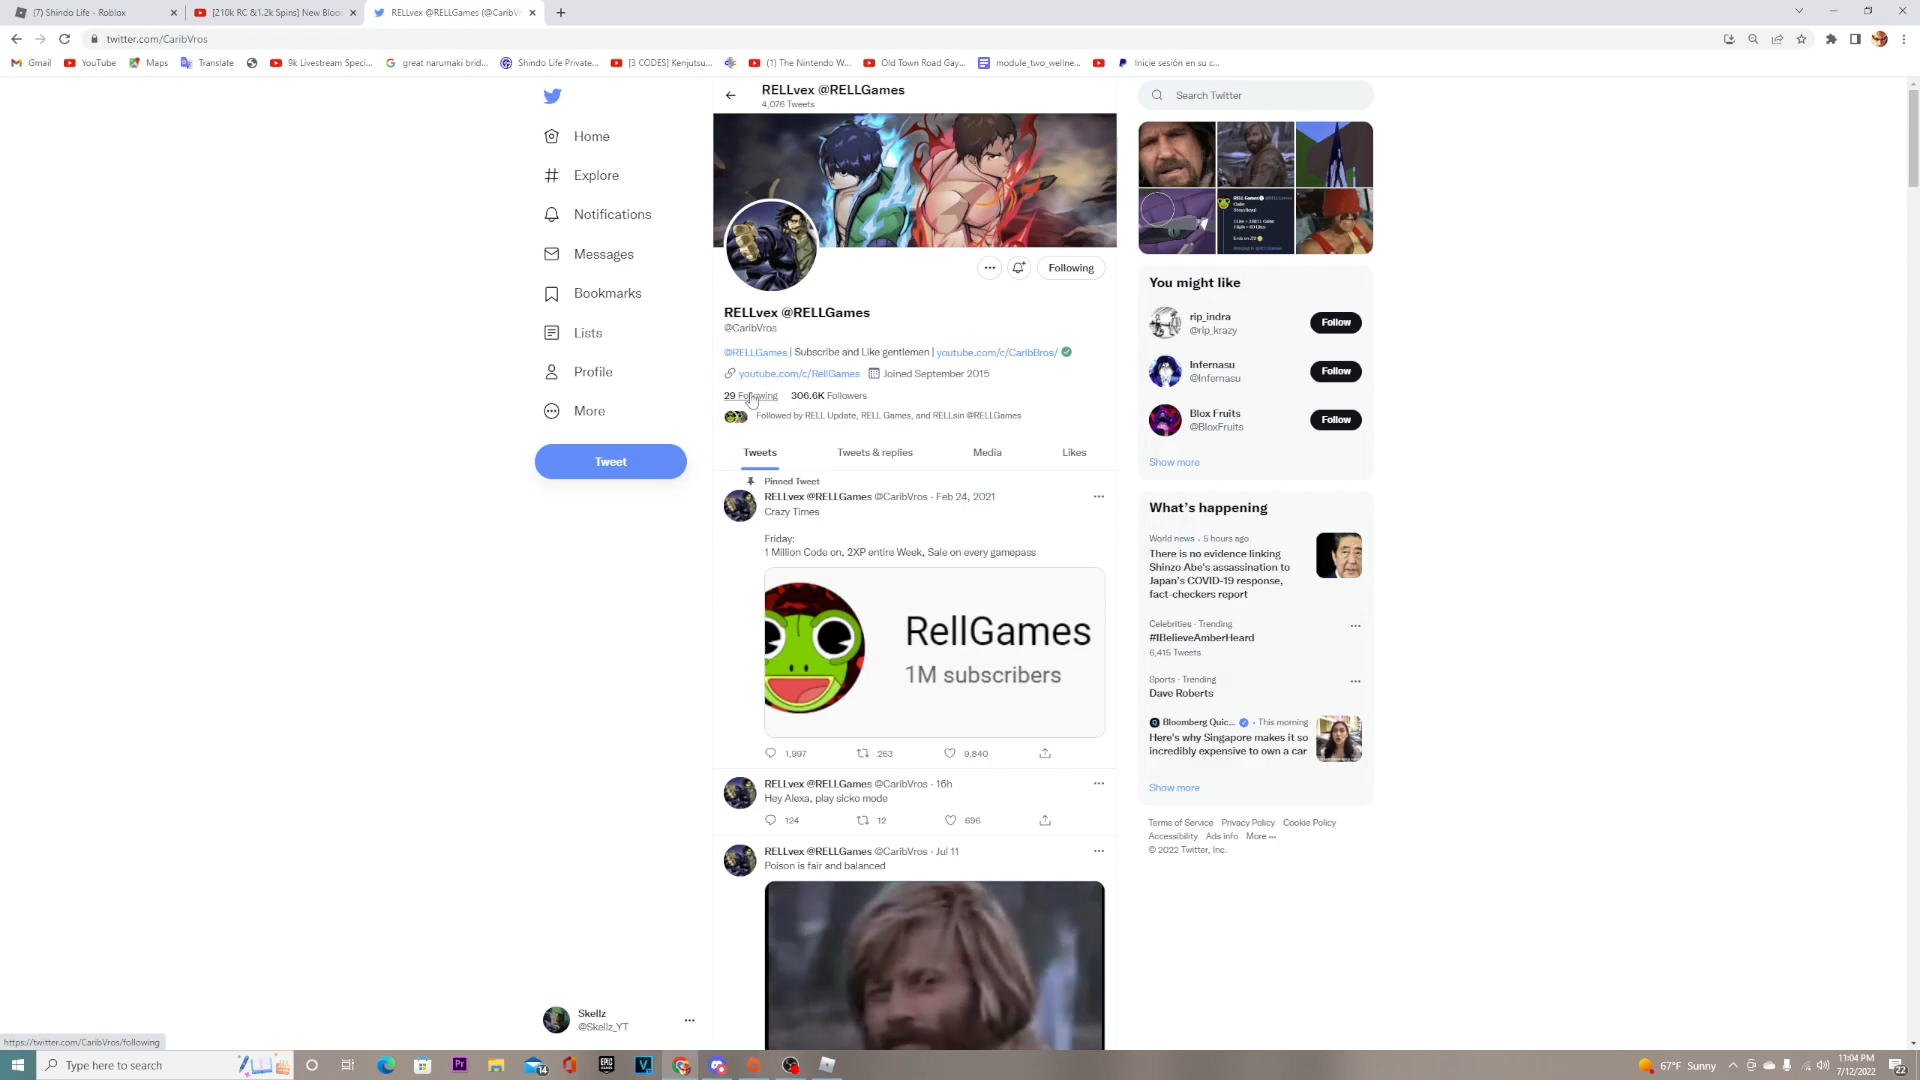 (7) Shindo Life - Roblox
[210k RC &1.2k Spins] New Blood
RELLvex @RELLGames (@CaribVr
twitter.com/CaribVros
Gmail
YouTube
Maps
Translate
9k Livestream Speci...
great narumaki brid...
Shindo Life Private...
[3 CODES] Kenjutsu...
(1) The Nintendo W...
Old Town Road Gay...
module_two_wellne...
Inicie sesión en su c...
RELLvex @RELLGames
4,076 Tweets
Search Twitter
Home
Explore
Notifications
Messages
Bookmarks
Lists
Profile
More
Tweet
Following
RELLvex @RELLGames
@CaribVros
@RELLGames | Subscribe and Like gentlemen | youtube.com/c/CaribBros/
youtube.com/c/RellGames Joined September 2015
29 Following 306.6K Followers
Followed by RELL Update, RELL Games, and RELLsin @RELLGames
Tweets
Tweets & replies
Media
Likes
Pinned Tweet
RELLvex @RELLGames @CaribVros · Feb 24, 2021
Crazy Times
Friday:
1 Million Code on, 2XP entire Week, Sale on every gamepass
RellGames
1M subscribers
1,997
263
9,840
RELLvex @RELLGames @CaribVros · 16h
Hey Alexa, play sicko mode
124
12
696
RELLvex @RELLGames @CaribVros · Jul 11
Poison is fair and balanced
You might like
rip_indra
@rip_krazy
Follow
Infernasu
@Infernasu
Follow
Blox Fruits
@BloxFruits
Follow
Show more
What's happening
World news · 5 hours ago
There is no evidence linking
Shinzo Abe's assassination to
Japan's COVID-19 response,
fact-checkers report
Celebrities · Trending
#IBelieveAmberHeard
6,415 Tweets
Sports · Trending
Dave Roberts
Bloomberg Quic... · This morning
Here's why Singapore makes it so
incredibly expensive to own a car
Show more
Terms of Service Privacy Policy Cookie Policy
Accessibility Ads info More ···
© 2022 Twitter, Inc.
Skellz
@Skellz_YT
https://twitter.com/CaribVros/following
Type here to search
14
67°F Sunny
11:04 PM
7/12/2022
22